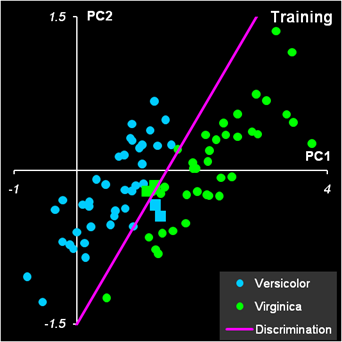 1.5
PC2
Training
PC1
-1
4
-1.5
Versicolor
Virginica
Discrimination